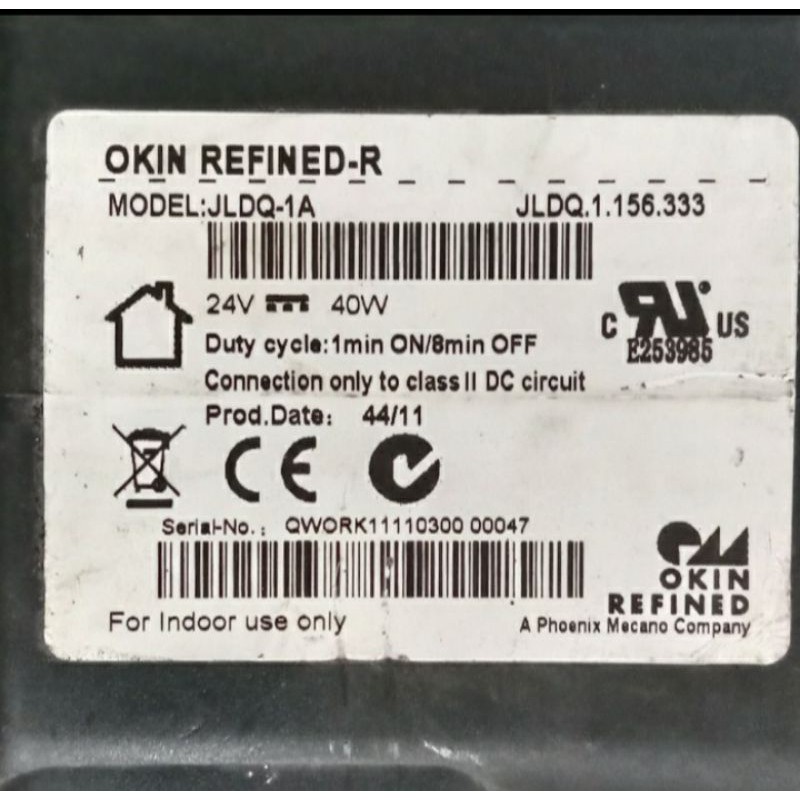 OKIN REFINED-R
MODEL:JLDQ-1A JLDQ.1.156.333
24V 40W
Duty cycle:1min ON/8min OFF
C RU US
E253985
Connection only to class II DC circuit
Prod.Date: 44/11
CE
Serial-No.: QWORK11110300 00047
OKIN
REFINED
For Indoor use only
A Phoenix Mecano Company